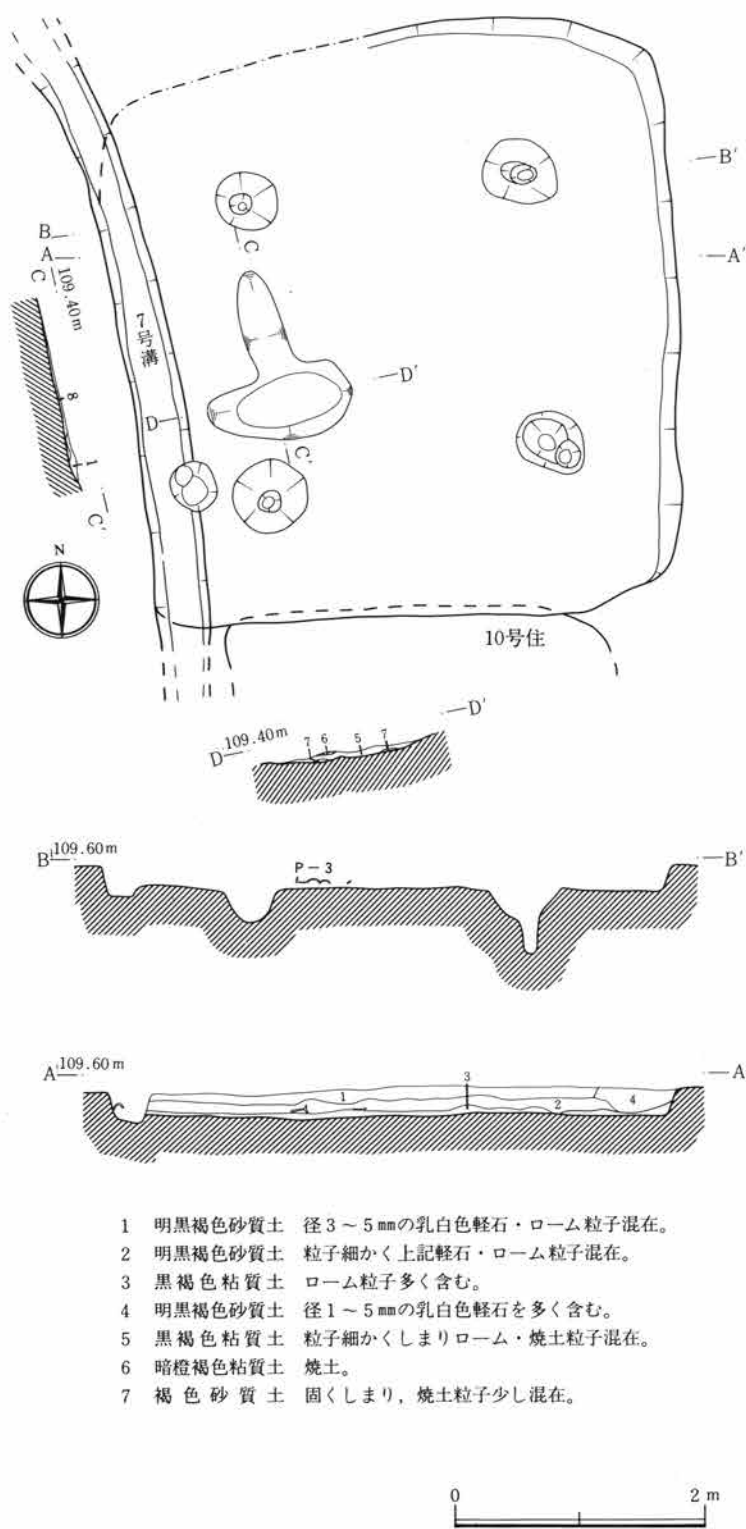 B'
B
A
A'
C
109.40m
C
7号溝
D'
8
D
1
C'
C'
N
10号住
D'
D 109.40m
7 6 5 7
B 109.60m
P-3
B'
A 109.60m
3
A
1
2
4
1 明黒褐色砂質土 径3～5㎜の乳白色軽石・ローム粒子混在。
2 明黒褐色砂質土 粒子細かく上記軽石・ローム粒子混在。
3 黒褐色粘質土 ローム粒子多く含む。
4 明黒褐色砂質土 径1～5㎜の乳白色軽石を多く含む。
5 黒褐色粘質土 粒子細かくしまりローム・焼土粒子混在。
6 暗橙褐色粘質土 焼土。
7 褐色砂質土 固くしまり，焼土粒子少し混在。
0 2 m